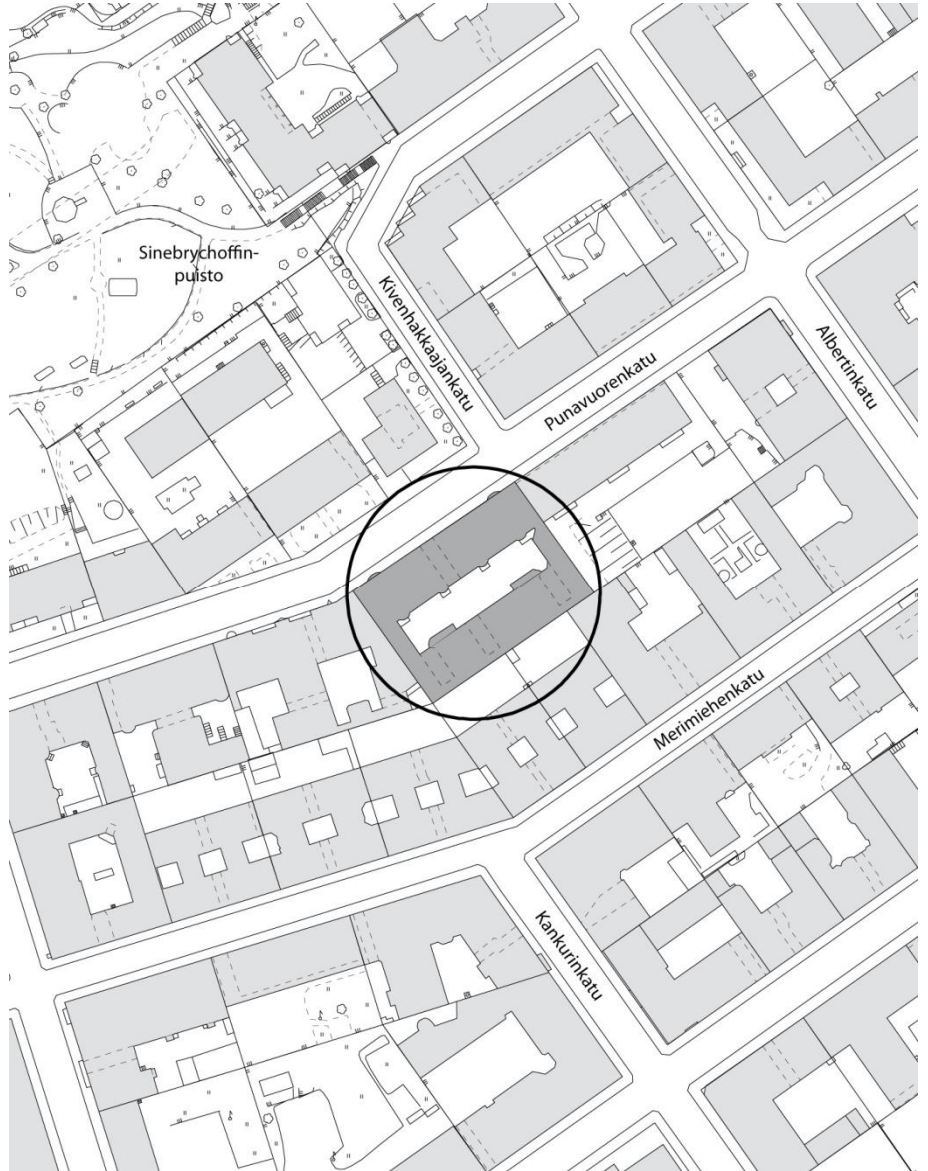 Sinebrychoffin-
puisto
Kivenhakkaajankatu
Punavuorenkatu
Albertinkatu
Merimiehenkatu
Kankurinkatu